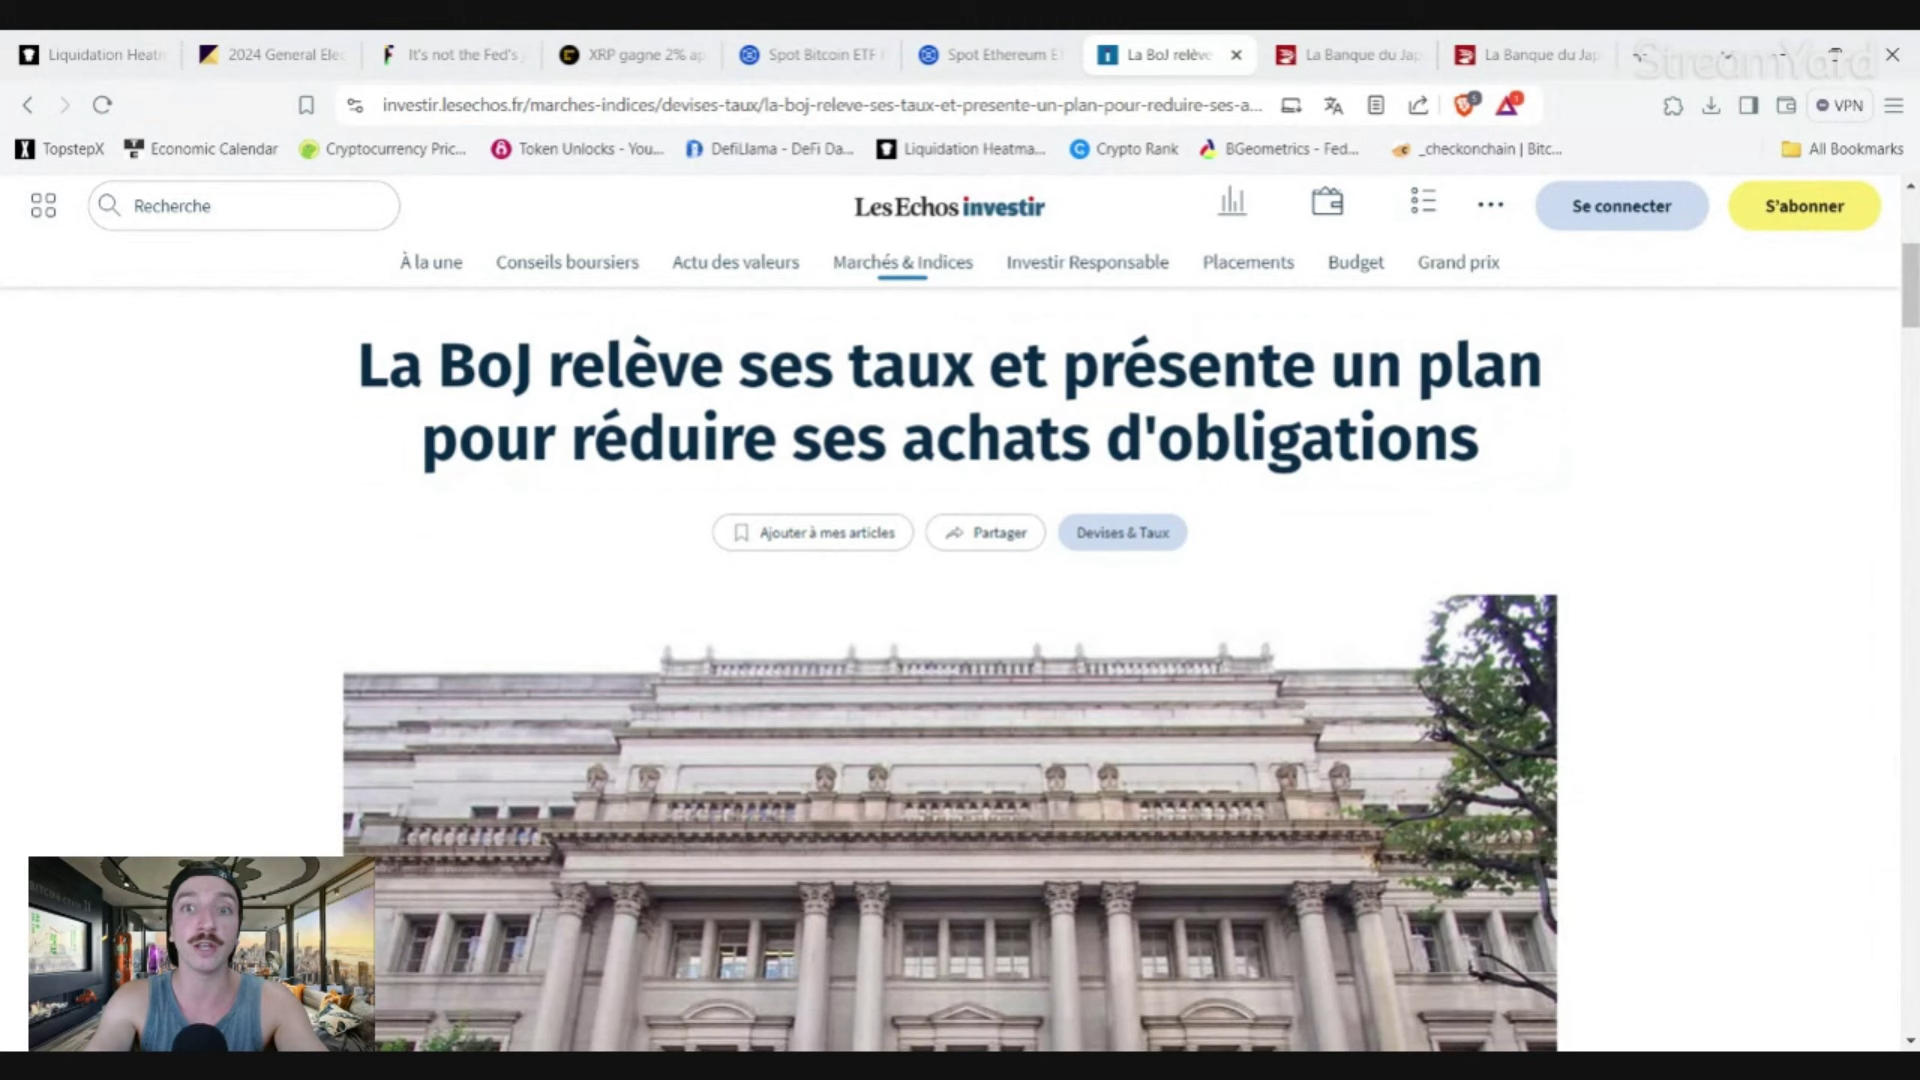 Liquidation Heatm
2024 General Elec
It's not the Fed's
XRP gagne 2% ap
Spot Bitcoin ETF
Spot Ethereum E
La BoJ relève
La Banque du Jap
La Banque du Jap
StreamYard
investir.lesechos.fr/marches-indices/devises-taux/la-boj-releve-ses-taux-et-presente-un-plan-pour-reduire-ses-a...
VPN
TopstepX
Economic Calendar
Cryptocurrency Pric...
Token Unlocks - You...
DefiLlama - DeFi Da...
Liquidation Heatma...
Crypto Rank
BGeometrics - Fed...
_checkonchain | Bitc...
All Bookmarks
Recherche
Les Echos investir
Se connecter
S'abonner
À la une
Conseils boursiers
Actu des valeurs
Marchés & Indices
Investir Responsable
Placements
Budget
Grand prix
La BoJ relève ses taux et présente un plan
pour réduire ses achats d'obligations
Ajouter à mes articles
Partager
Devises & Taux